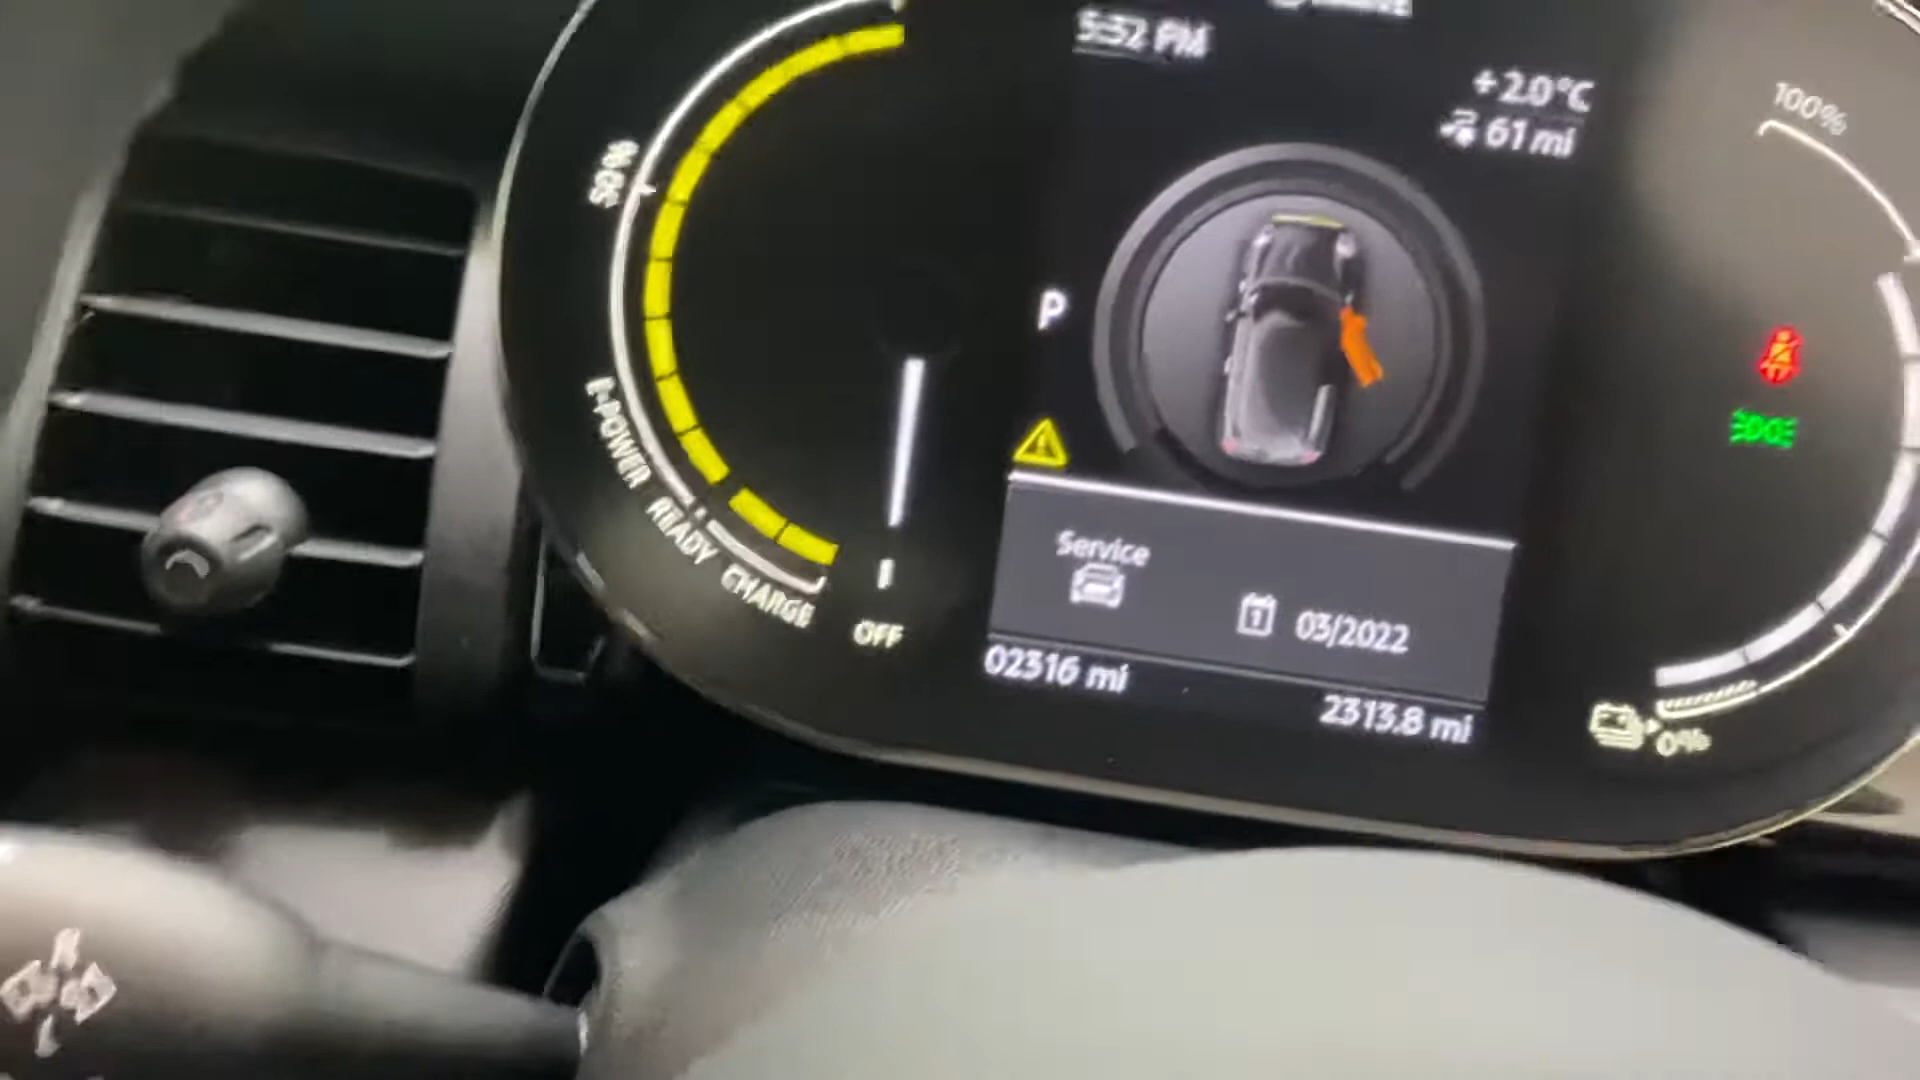 5:32 PM
+2.0°C
61 mi
100%
50%
P
E-POWER READY CHARGE
OFF
Service
1
03/2022
02316 mi
2313.8 mi
0%